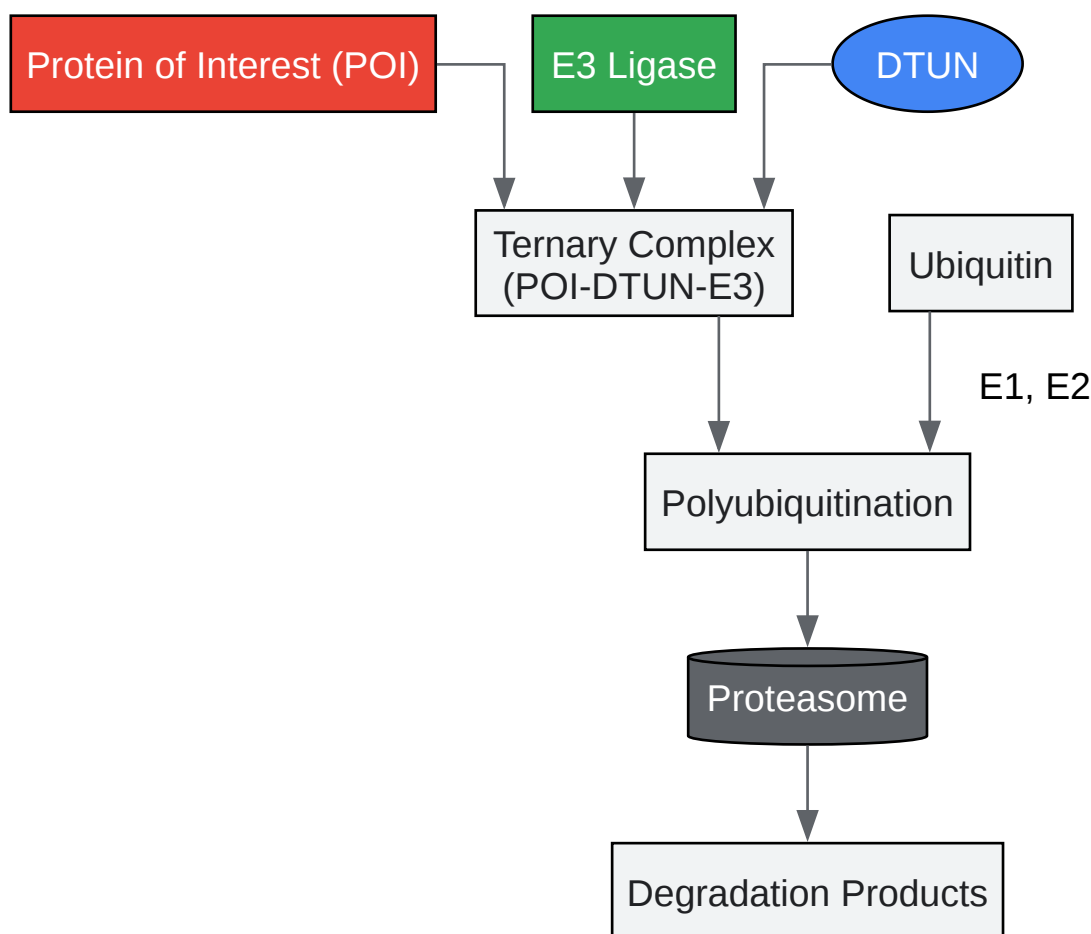 Protein of Interest (POI)
E3 Ligase
DTUN
Ternary Complex
(POI-DTUN-E3)
Ubiquitin
E1, E2
Polyubiquitination
Proteasome
Degradation Products